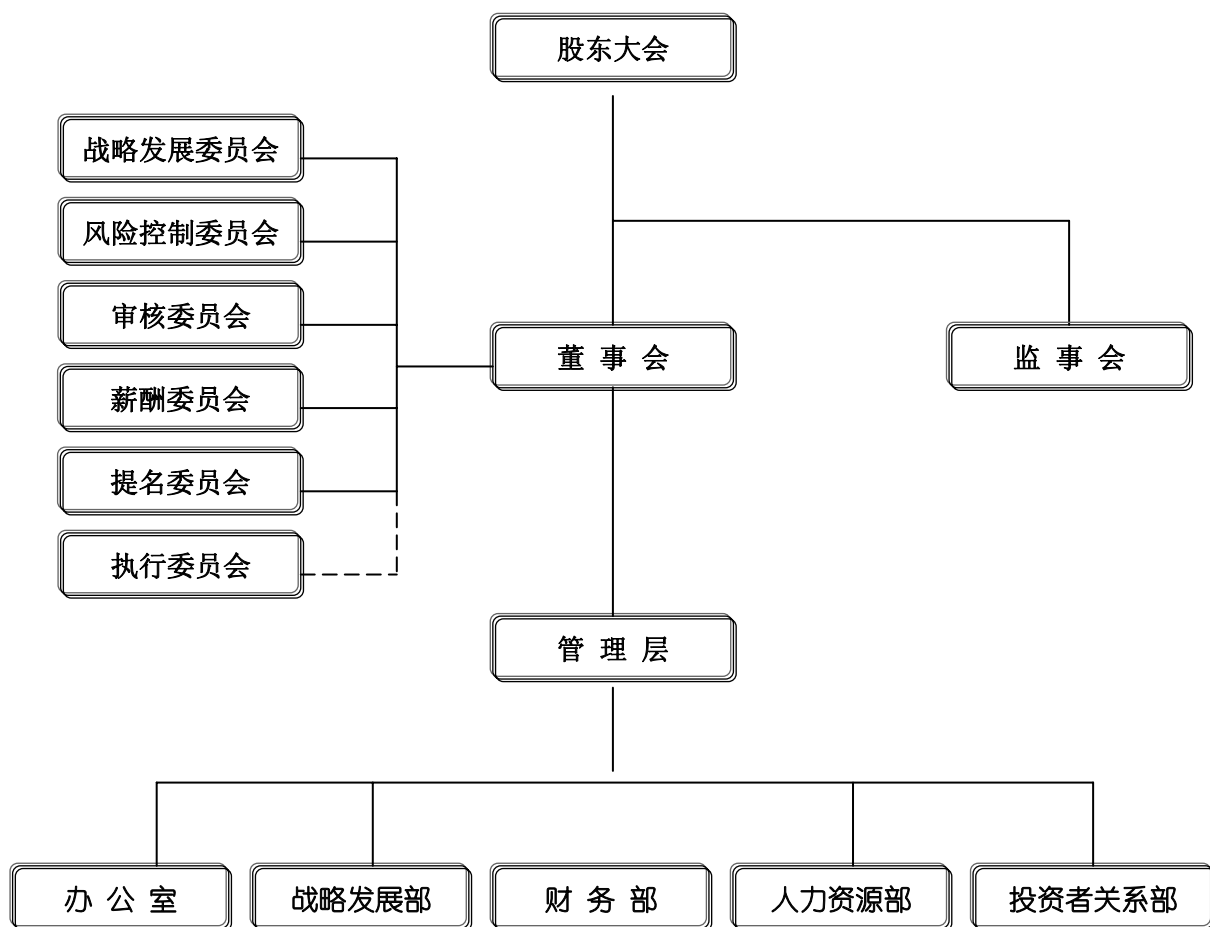 股东大会
战略发展委员会
风险控制委员会
审核委员会
董 事 会
监 事 会
薪酬委员会
提名委员会
执行委员会
管 理 层
办 公 室
战略发展部
财 务 部
人力资源部
投资者关系部